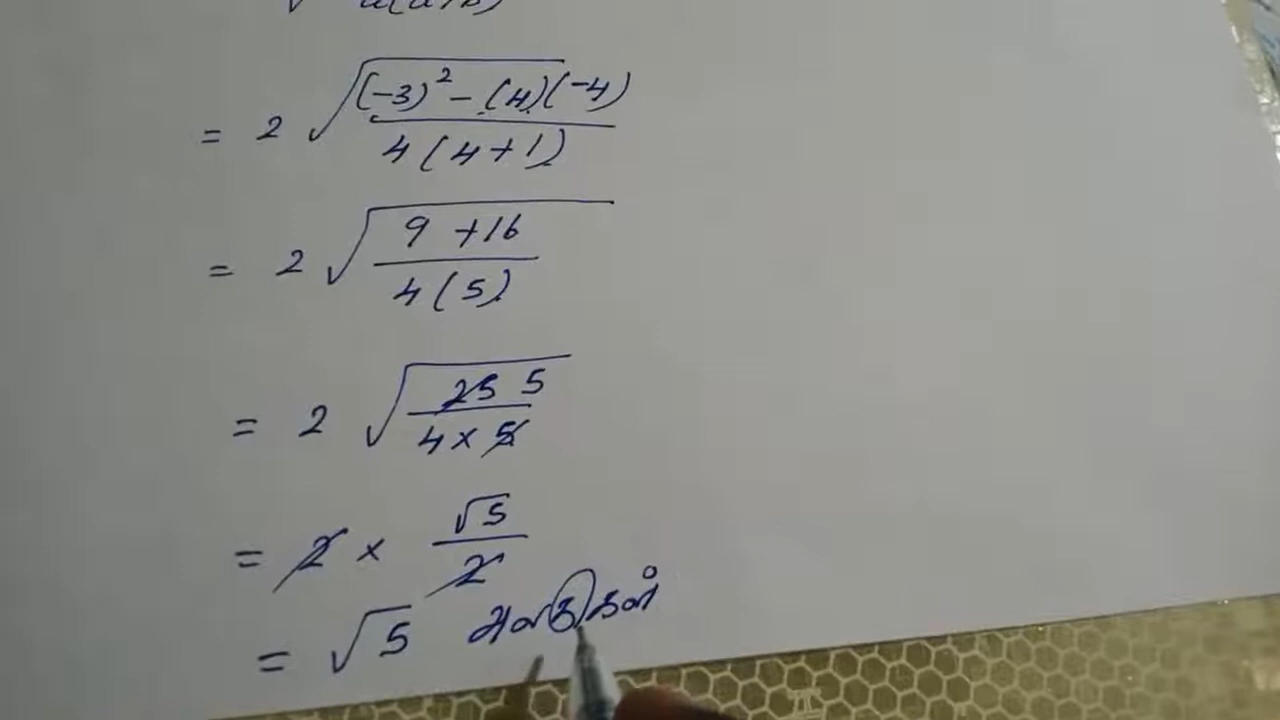 = 2 √((-3)² - (4)(-4) / 4(4+1))
= 2 √(9 + 16 / 4(5))
= 2 √(25 5 / 4 × 5)
= 2 × √5 / 2
= √5 அலகுகள்